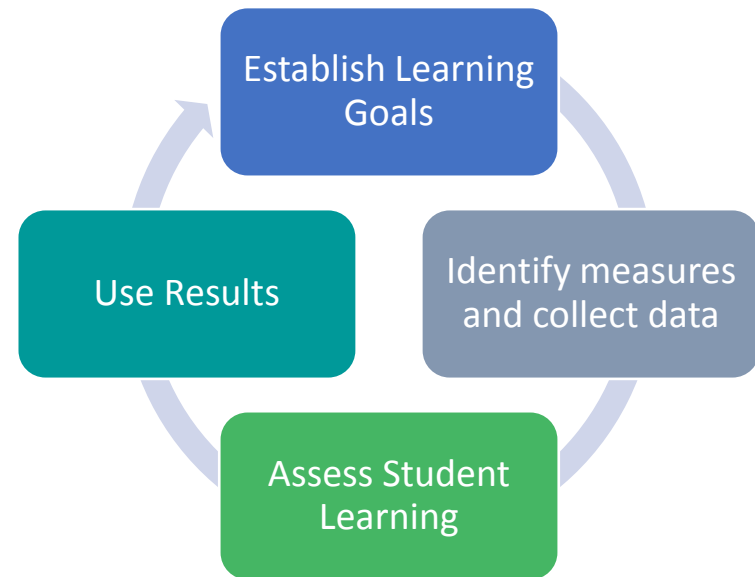 Establish Learning
Goals
Identify measures
and collect data
Assess Student
Learning
Use Results